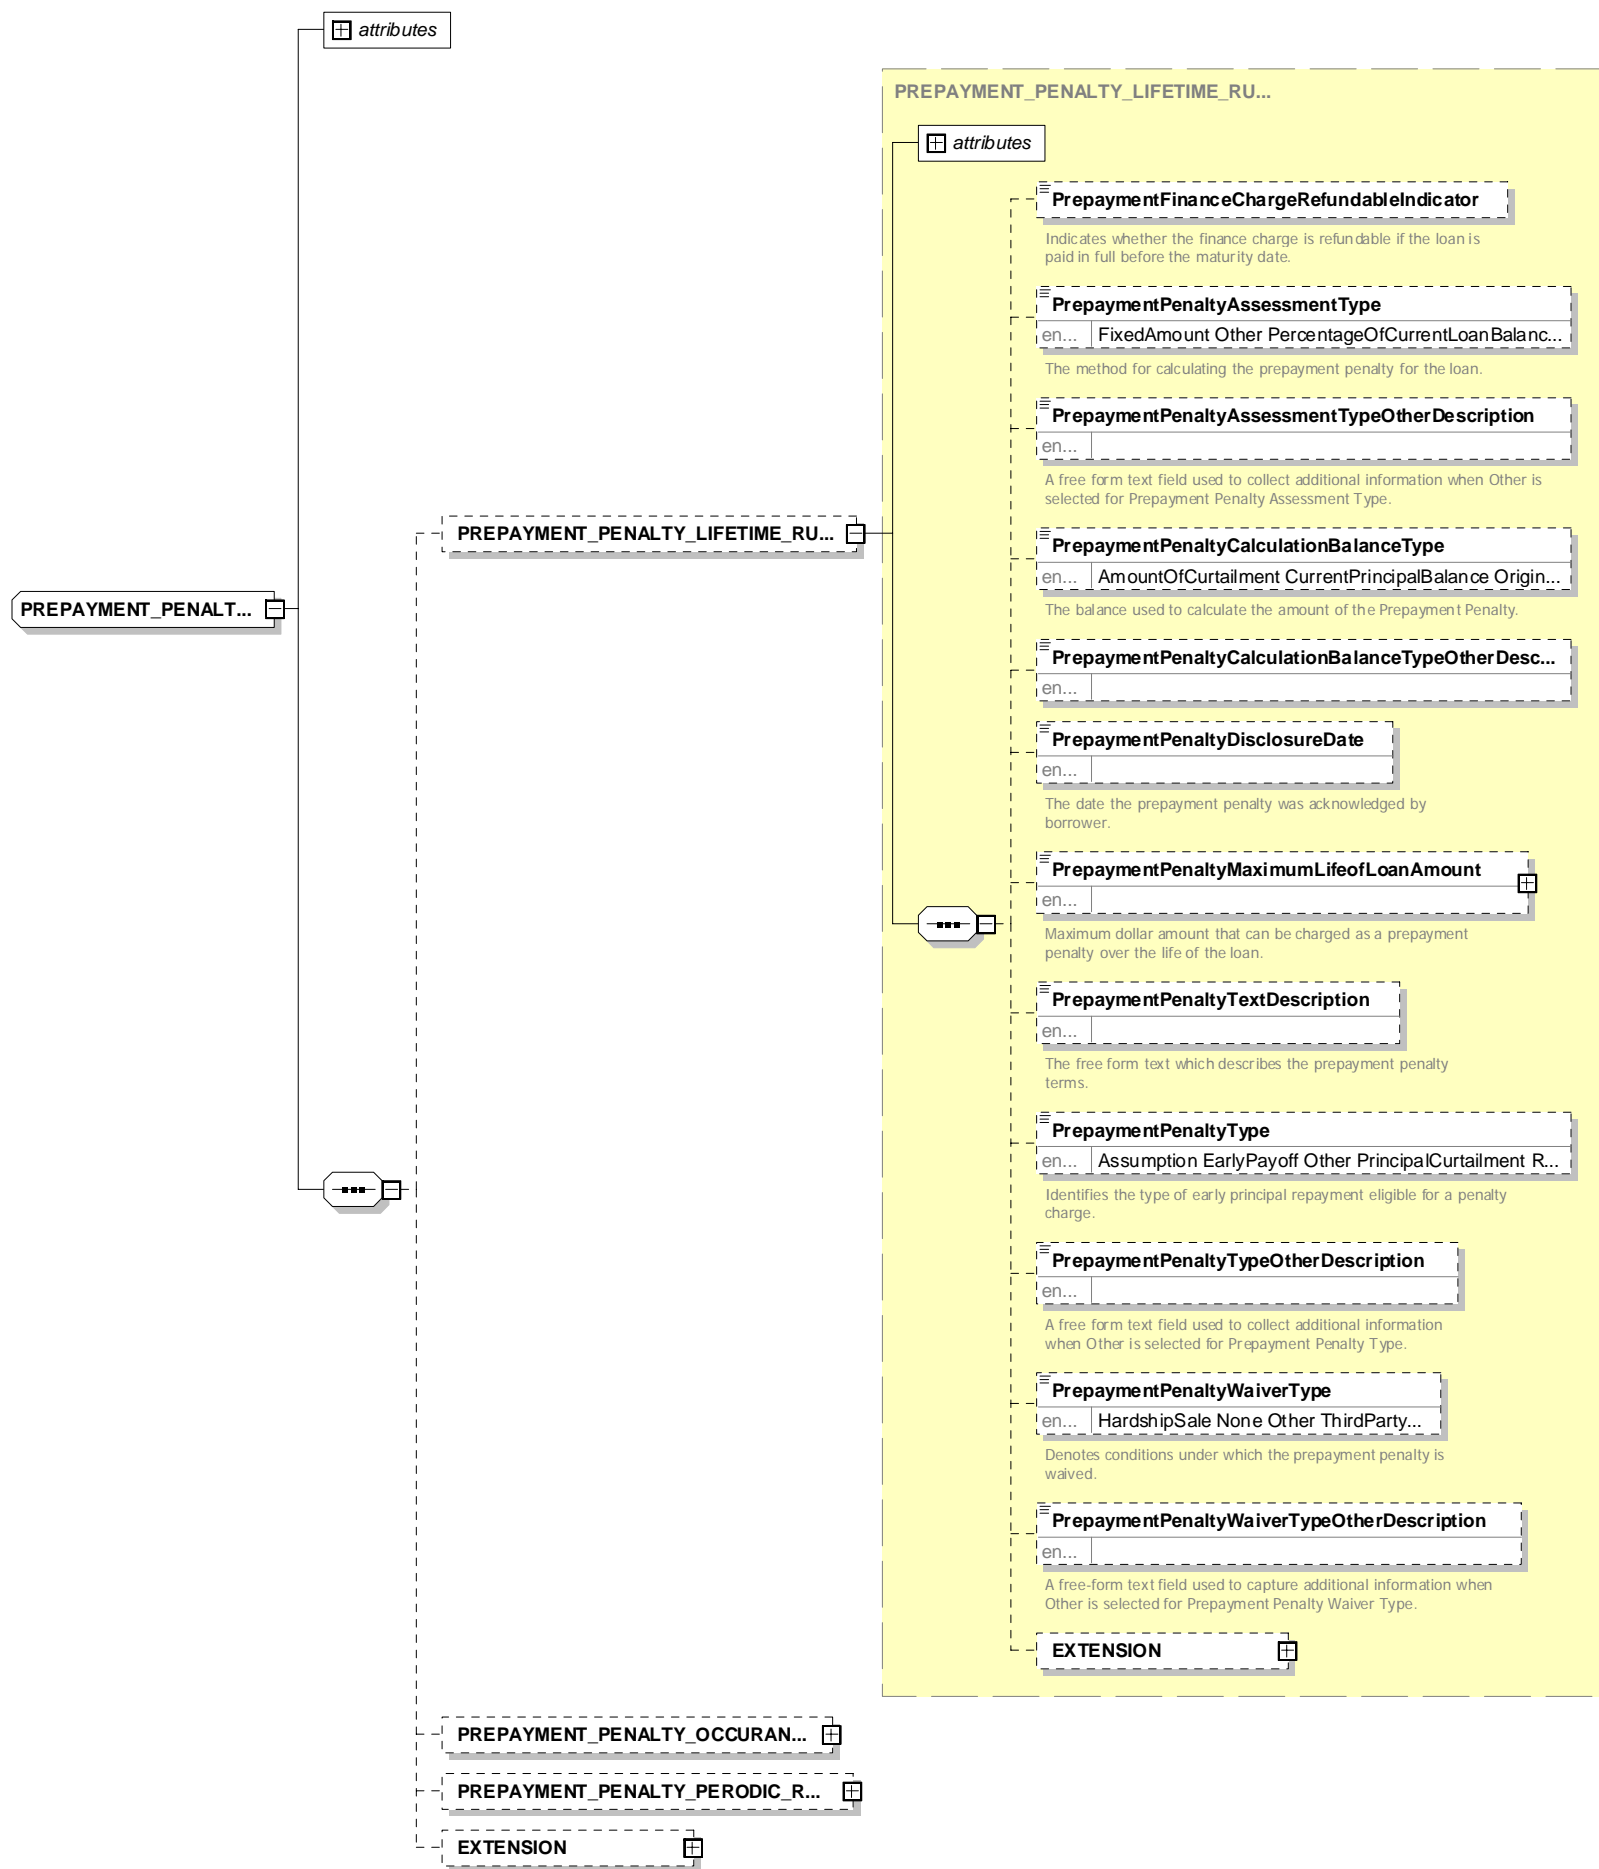 attributes
PREPAYMENT_PENALTY_LIFETIME_RU...
attributes
PrepaymentFinanceChargeRefundableIndicator
Indicates whether the finance charge is refundable if the loan is
paid in full before the maturity date.
PrepaymentPenaltyAssessmentType
en... FixedAmount Other PercentageOfCurrentLoanBalanc...
The method for calculating the prepayment penalty for the loan.
PrepaymentPenaltyAssessmentTypeOtherDescription
en...
A free form text field used to collect additional information when Other is
selected for Prepayment Penalty Assessment Type.
PREPAYMENT_PENALTY_LIFETIME_RU...
PrepaymentPenaltyCalculationBalanceType
en... AmountOfCurtailment CurrentPrincipalBalance Origin...
The balance used to calculate the amount of the Prepayment Penalty.
PREPAYMENT_PENALT...
PrepaymentPenaltyCalculationBalanceTypeOtherDesc...
en...
PrepaymentPenaltyDisclosureDate
en...
The date the prepayment penalty was acknowledged by
borrower.
PrepaymentPenaltyMaximumLifeofLoanAmount
en...
Maximum dollar amount that can be charged as a prepayment
penalty over the life of the loan.
PrepaymentPenaltyTextDescription
en...
The free form text which describes the prepayment penalty
terms.
PrepaymentPenaltyType
en... Assumption EarlyPayoff Other PrincipalCurtailment R...
Identifies the type of early principal repayment eligible for a penalty
charge.
PrepaymentPenaltyTypeOtherDescription
en...
A free form text field used to collect additional information
when Other is selected for Prepayment Penalty Type.
PrepaymentPenaltyWaiverType
en... HardshipSale None Other ThirdParty...
Denotes conditions under which the prepayment penalty is
waived.
PrepaymentPenaltyWaiverTypeOtherDescription
en...
A free-form text field used to capture additional information when
Other is selected for Prepayment Penalty Waiver Type.
EXTENSION
PREPAYMENT_PENALTY_OCCURAN...
PREPAYMENT_PENALTY_PERODIC_R...
EXTENSION